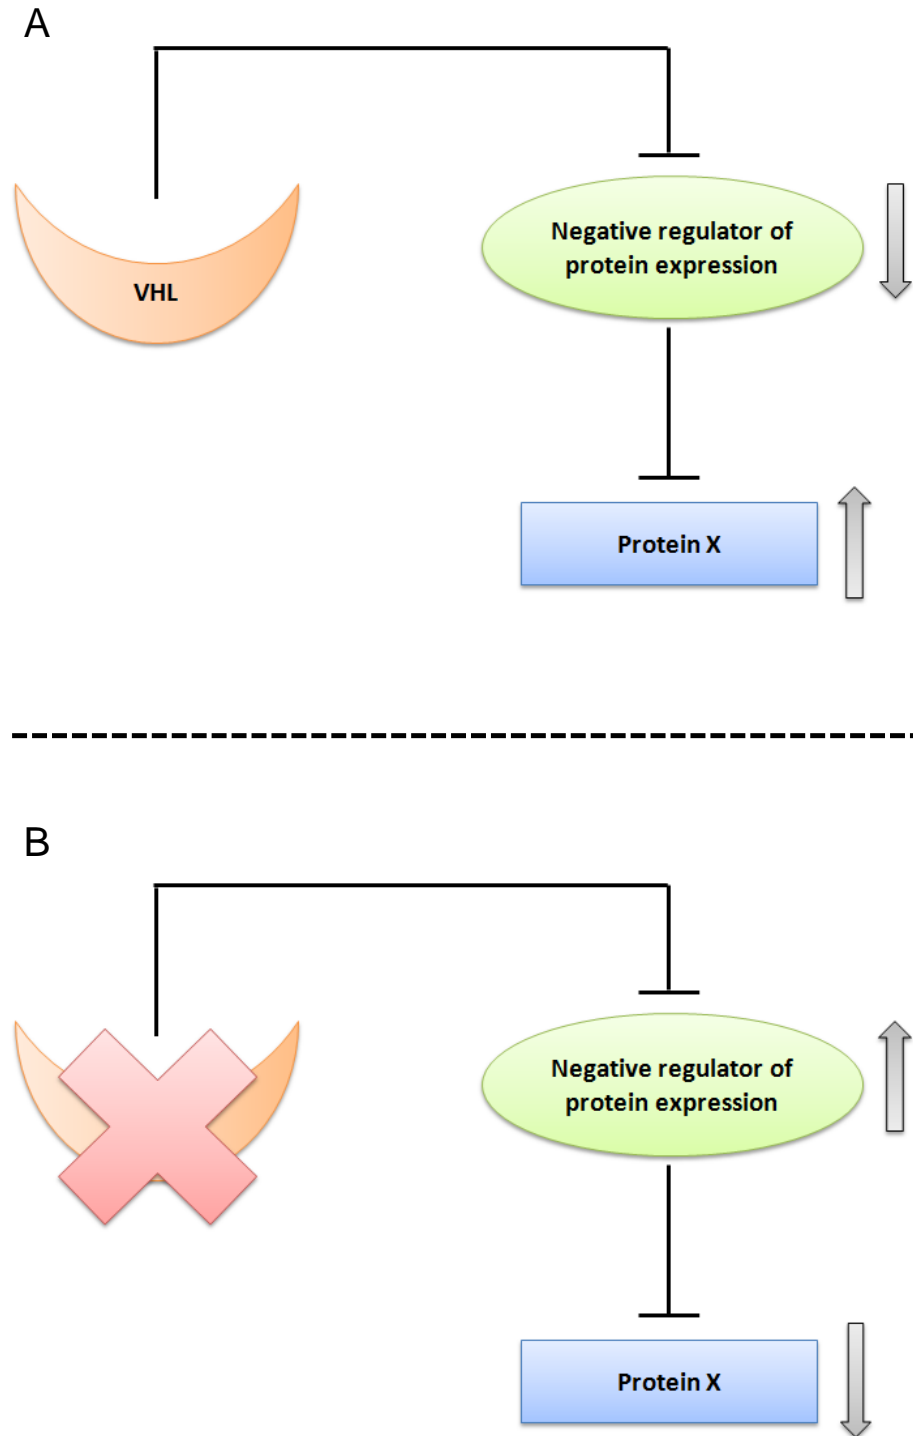 A
VHL
Negative regulator of
protein expression
Protein X
B
Negative regulator of
protein expression
Protein X